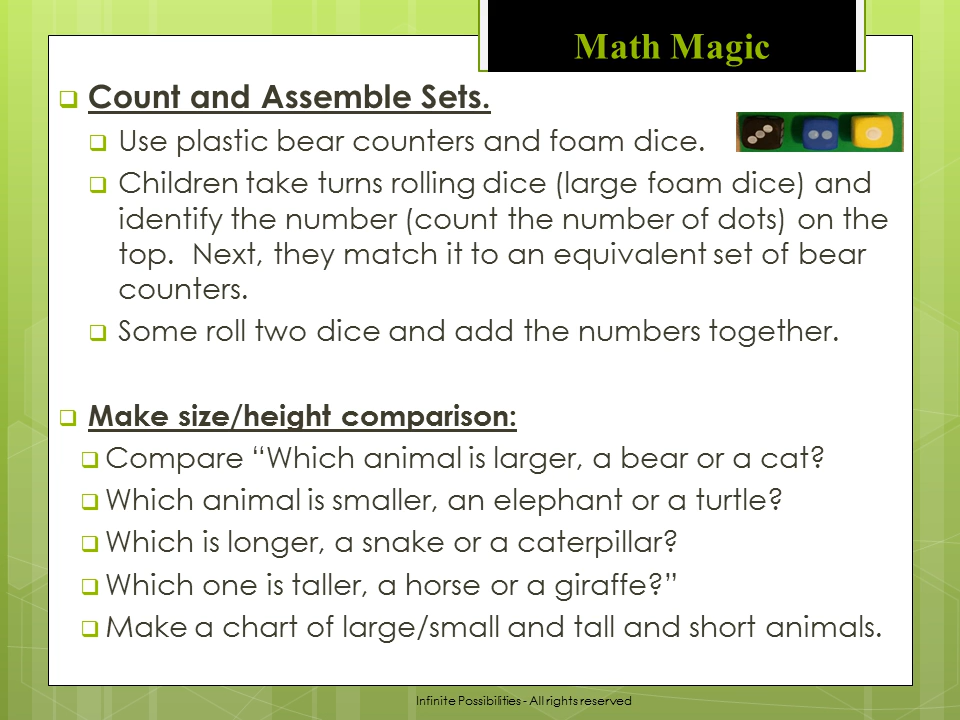 Math Magic
Count and Assemble Sets.
Use plastic bear counters and foam dice.
Children take turns rolling dice (large foam dice) and
identify the number (count the number of dots) on the
top.  Next, they match it to an equivalent set of bear
counters.
Some roll two dice and add the numbers together.
Make size/height comparison:
Compare “Which animal is larger, a bear or a cat?
Which animal is smaller, an elephant or a turtle?
Which is longer, a snake or a caterpillar?
Which one is taller, a horse or a giraffe?”
Make a chart of large/small and tall and short animals.
Infinite Possibilities - All rights reserved